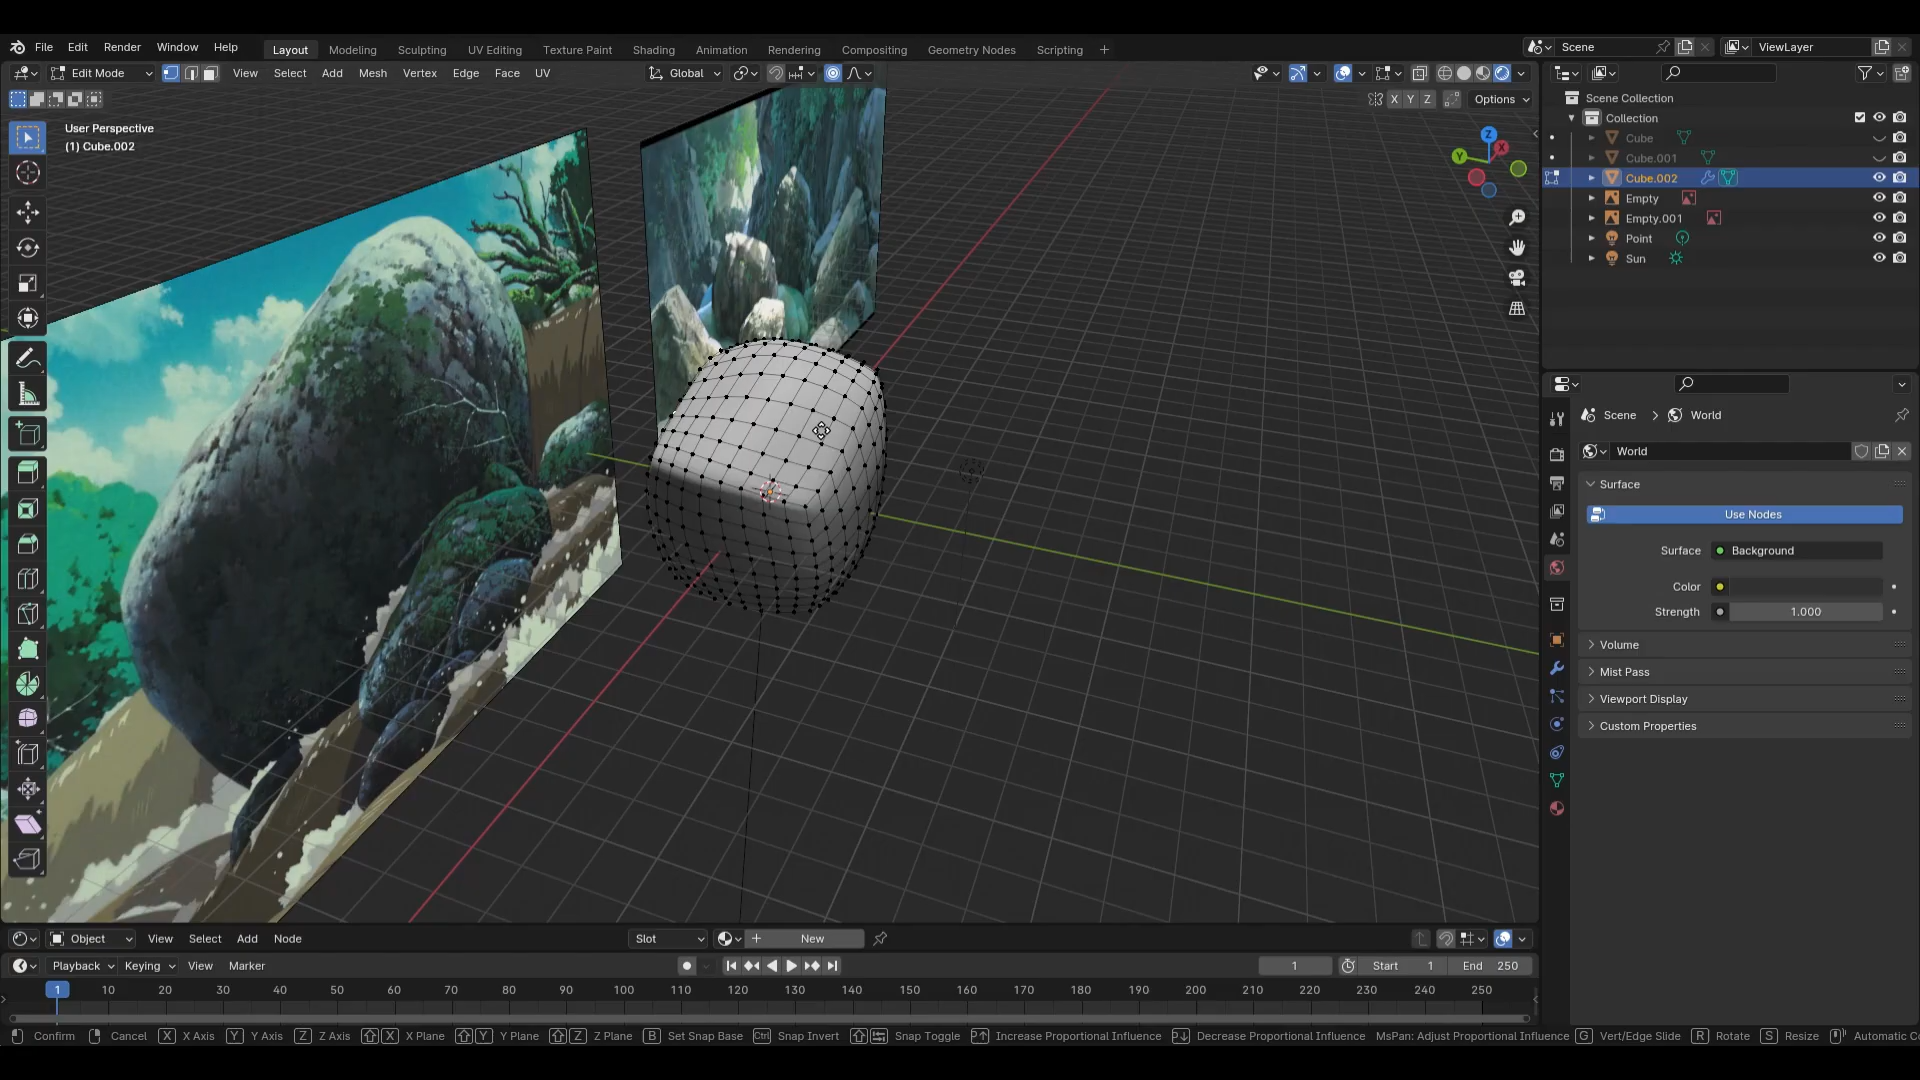 File Edit Render Window Help Layout Modeling Sculpting UV Editing Texture Paint Shading Animation Rendering Compositing Geometry Nodes Scripting + Scene ViewLayer
Edit Mode View Select Add Mesh Vertex Edge Face UV Global
X Y Z Options
User Perspective
(1) Cube.002
Z
X
Y
Scene Collection
Collection
Cube
Cube.001
Cube.002
Empty
Empty.001
Point
Sun
Scene > World
World
Surface
Use Nodes
Surface Background
Color
Strength 1.000
Volume
Mist Pass
Viewport Display
Custom Properties
Object View Select Add Node Slot New
Playback Keying View Marker 1 Start 1 End 250
1 10 20 30 40 50 60 70 80 90 100 110 120 130 140 150 160 170 180 190 200 210 220 230 240 250
Confirm Cancel X X Axis Y Y Axis Z Z Axis X X Plane Y Y Plane Z Z Plane B Set Snap Base Ctrl Snap Invert Snap Toggle Increase Proportional Influence Decrease Proportional Influence MsPan: Adjust Proportional Influence G Vert/Edge Slide R Rotate S Resize Automatic Co